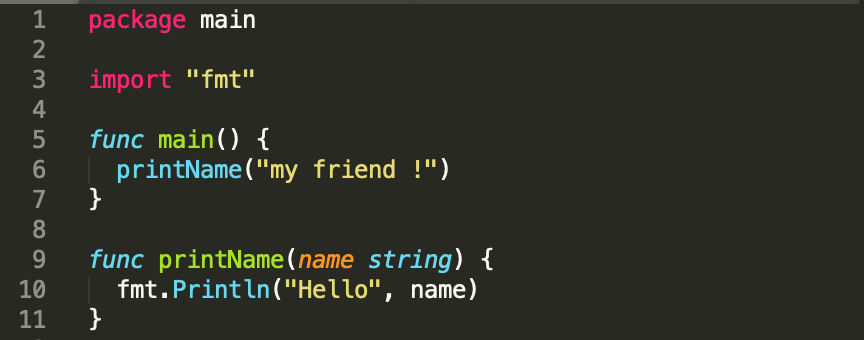 1 package main
2
3 import "fmt"
4
5 func main() {
6   printName("my friend !")
7 }
8
9 func printName(name string) {
10   fmt.Println("Hello", name)
11 }